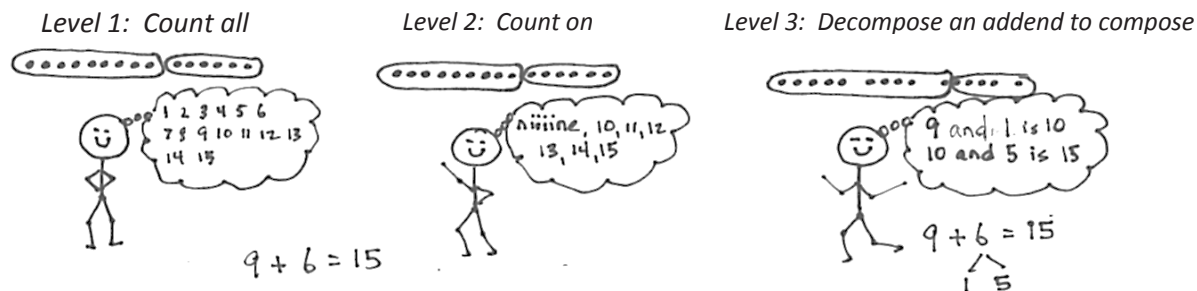 Level 1: Count all
1 2 3 4 5 6
7 8 9 10 11 12 13
14 15
9 + 6 = 15
Level 2: Count on
niiiine, 10, 11, 12
13, 14, 15
Level 3: Decompose an addend to compose
9 and 1 is 10
10 and 5 is 15
9 + 6 = 15
1 5